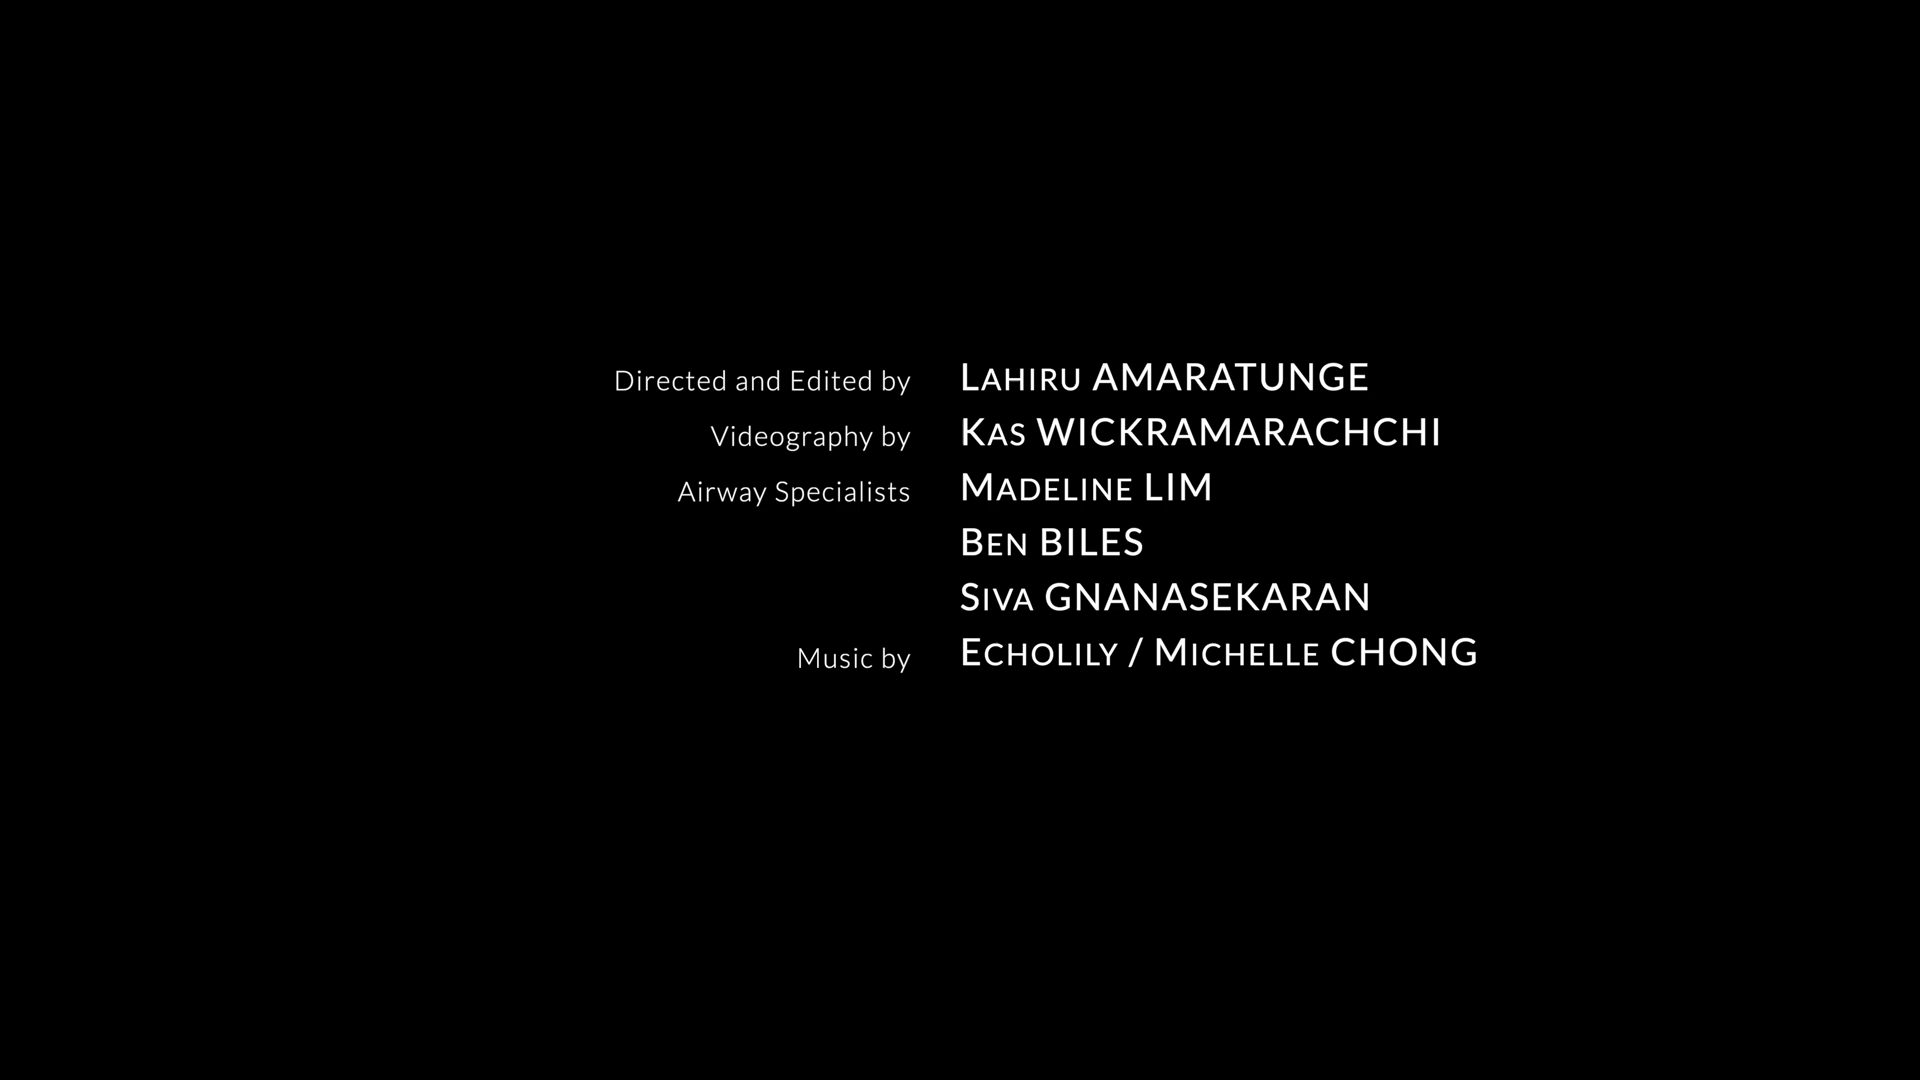 Directed and Edited by Lahiru AMARATUNGE
Videography by Kas WICKRAMARACHCHI
Airway Specialists Madeline LIM
Ben BILES
Siva GNANASEKARAN
Music by Echolily / Michelle CHONG